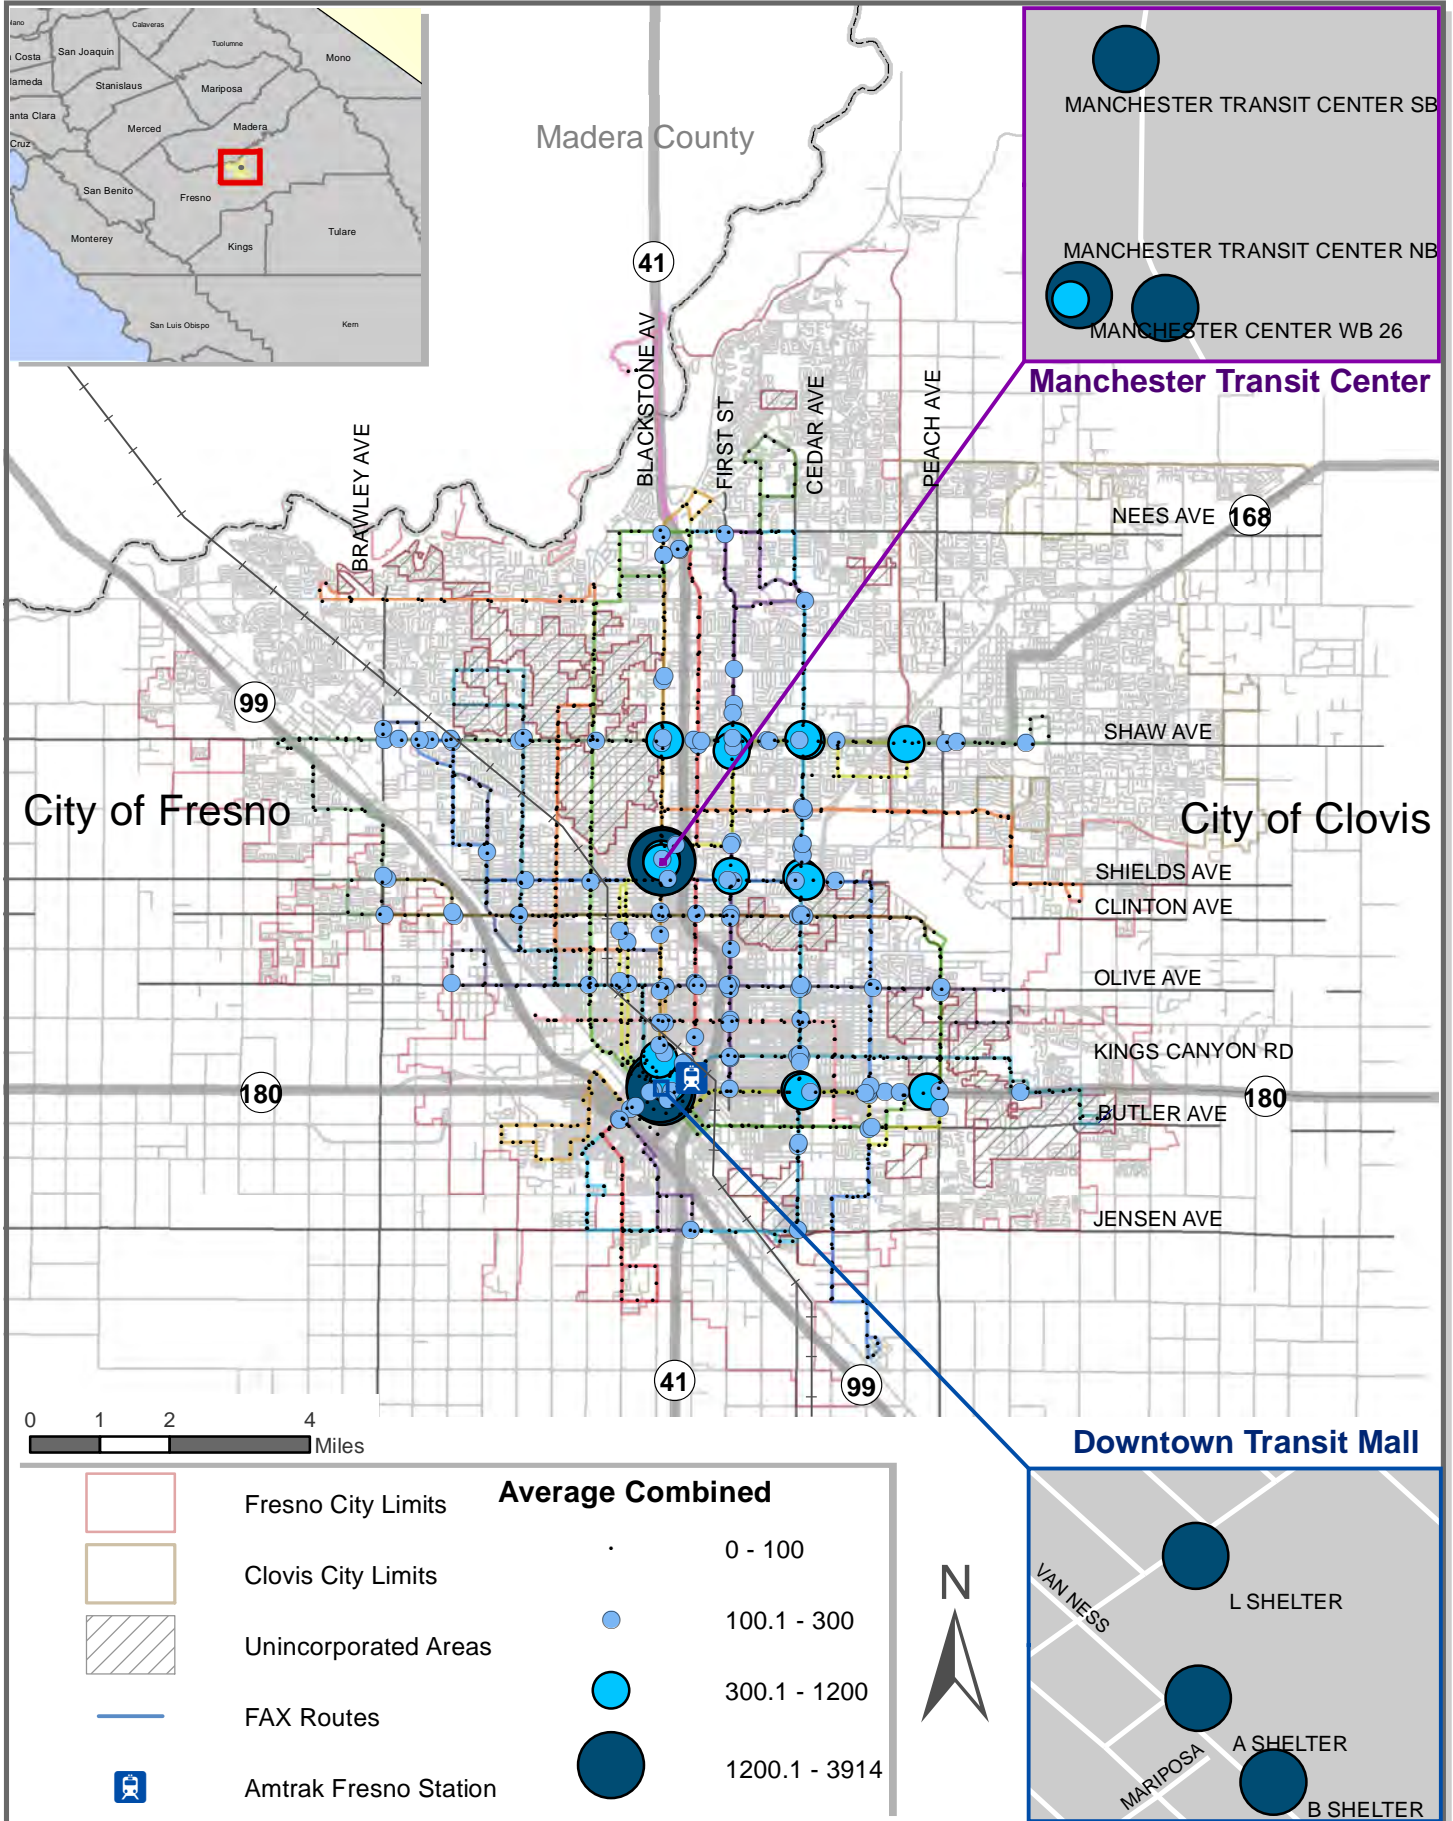 Calaveras
Tuolumne
San Joaquin
Costa
Mono
lameda
Stanislaus
Mariposa
anta Clara
Merced
Madera
Cruz
San Benito
Fresno
Monterey
Kings
Tulare
San Luis Obispo
Kern
Madera County
MANCHESTER TRANSIT CENTER SB
MANCHESTER TRANSIT CENTER NB
MANCHESTER CENTER WB 26
Manchester Transit Center
41
BLACKSTONE AV
FIRST ST
CEDAR AVE
PEACH AVE
BRAWLEY AVE
NEES AVE
168
99
SHAW AVE
City of Fresno
City of Clovis
SHIELDS AVE
CLINTON AVE
OLIVE AVE
KINGS CANYON RD
180
180
BUTLER AVE
JENSEN AVE
41
99
0 1 2 4
Miles
Downtown Transit Mall
Average Combined
Fresno City Limits
0 - 100
Clovis City Limits
100.1 - 300
Unincorporated Areas
300.1 - 1200
FAX Routes
1200.1 - 3914
Amtrak Fresno Station
N
VAN NESS
L SHELTER
A SHELTER
MARIPOSA
B SHELTER